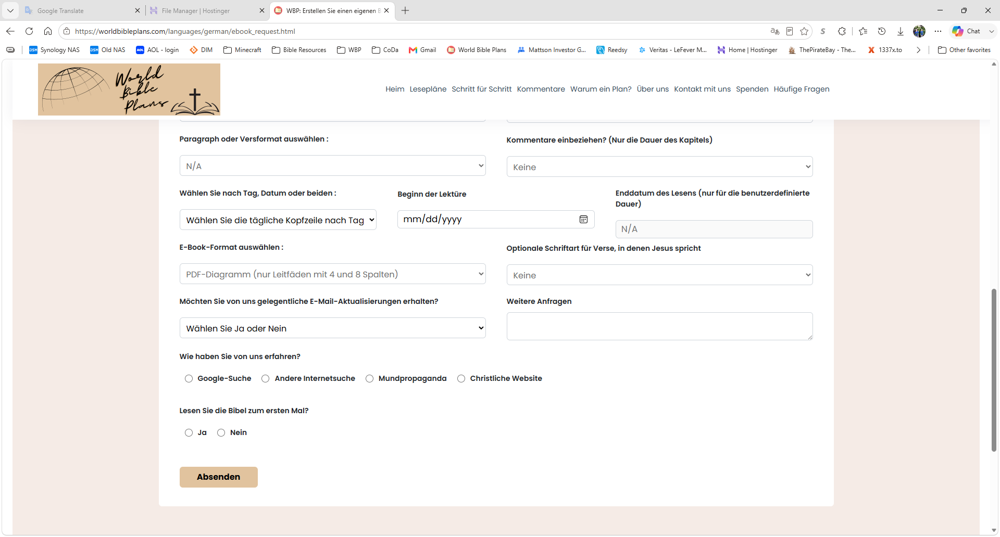 Google Translate
File Manager | Hostinger
WBP: Erstellen Sie einen eigenen B
https://worldbibleplans.com/languages/german/ebook_request.html
Chat
Synology NAS
Old NAS
AOL - login
DIM
Minecraft
Bible Resources
WBP
CoDa
Gmail
World Bible Plans
Mattson Investor G...
Reedsy
Veritas - LeFever M...
Home | Hostinger
ThePirateBay - The...
1337x.to
Other favorites
World
Bible
Plans
Heim Lesepläne Schritt für Schritt Kommentare Warum ein Plan? Über uns Kontakt mit uns Spenden Häufige Fragen
Paragraph oder Versformat auswählen :
N/A
Kommentare einbeziehen? (Nur die Dauer des Kapitels)
Keine
Wählen Sie nach Tag, Datum oder beiden :
Wählen Sie die tägliche Kopfzeile nach Tag
Beginn der Lektüre
mm/dd/yyyy
Enddatum des Lesens (nur für die benutzerdefinierte
Dauer)
N/A
E-Book-Format auswählen :
PDF-Diagramm (nur Leitfäden mit 4 und 8 Spalten)
Optionale Schriftart für Verse, in denen Jesus spricht
Keine
Möchten Sie von uns gelegentliche E-Mail-Aktualisierungen erhalten?
Wählen Sie Ja oder Nein
Weitere Anfragen
Wie haben Sie von uns erfahren?
Google-Suche Andere Internetsuche Mundpropaganda Christliche Website
Lesen Sie die Bibel zum ersten Mal?
Ja Nein
Absenden